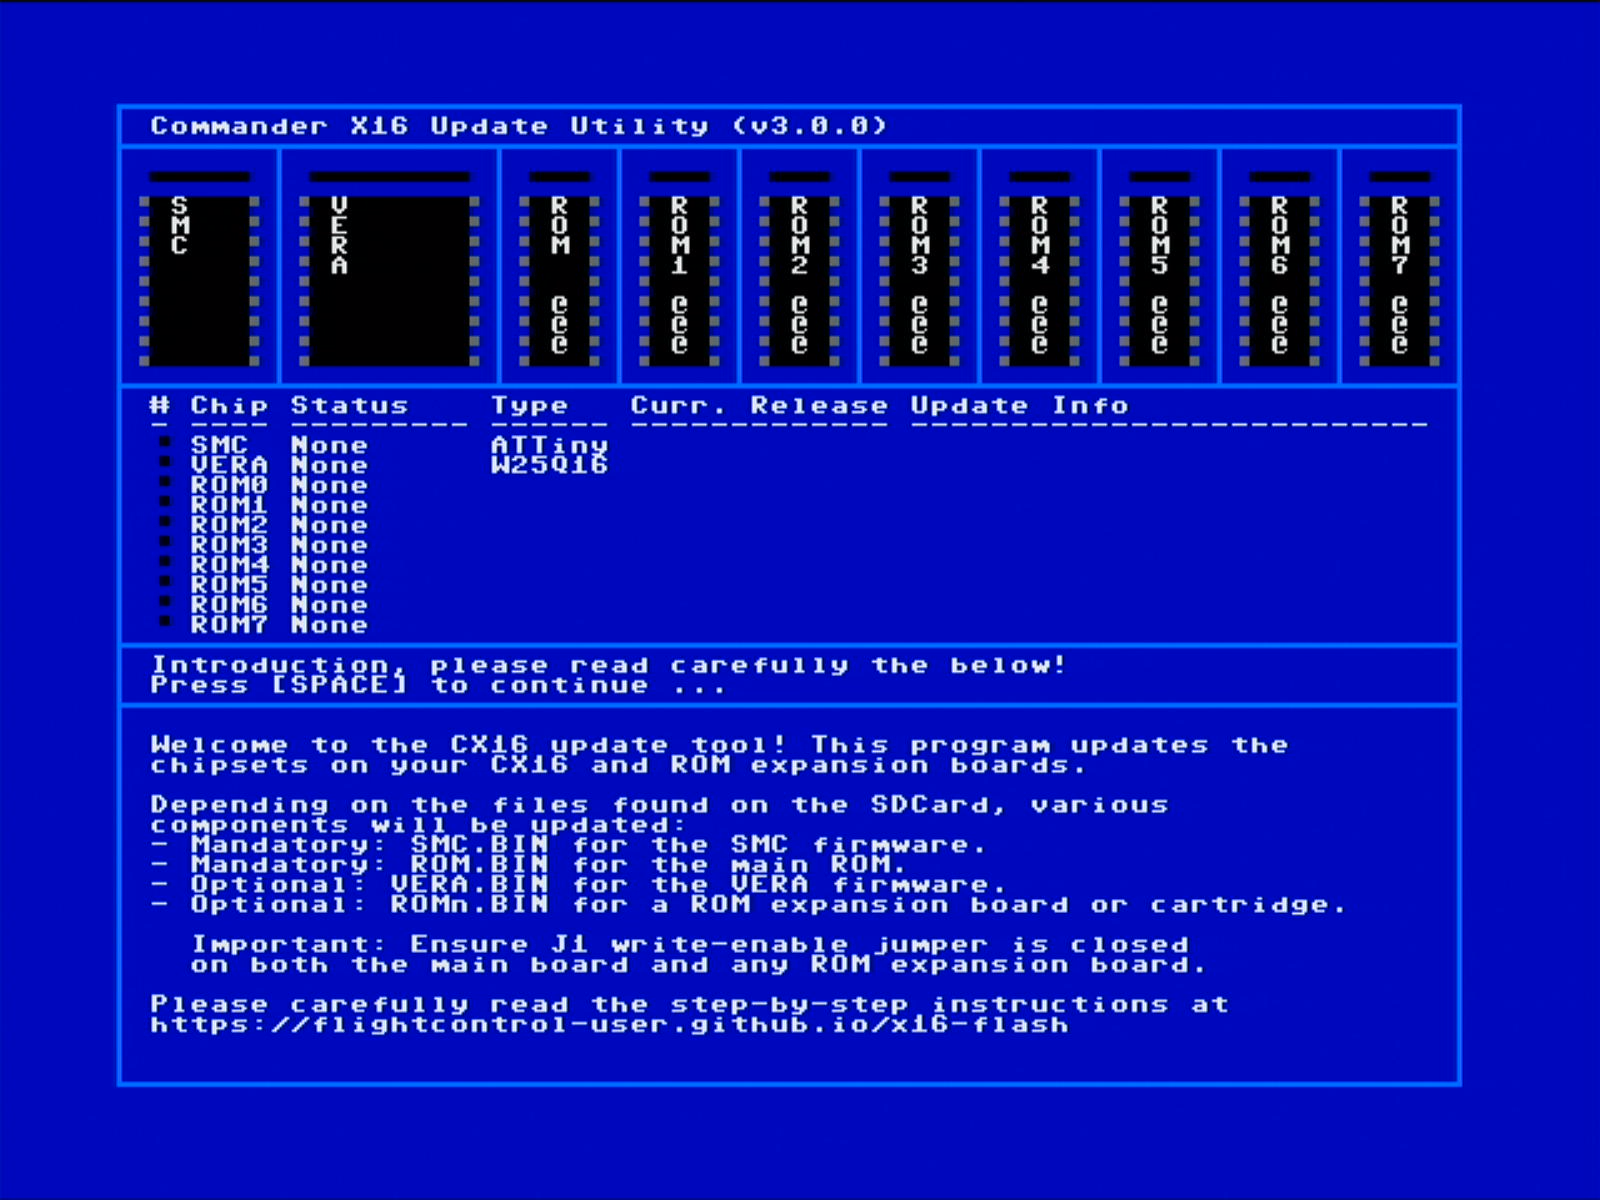 Commander X16 Update Utility (v3.0.0)
SMC
VERA
ROM @@@
ROM1 @@@
ROM2 @@@
ROM3 @@@
ROM4 @@@
ROM5 @@@
ROM6 @@@
ROM7 @@@
# Chip Status Type Curr. Release Update Info
- ---- --------- ------ ------------- --------------------------
SMC None ATTiny
VERA None W25Q16
ROM0 None
ROM1 None
ROM2 None
ROM3 None
ROM4 None
ROM5 None
ROM6 None
ROM7 None
Introduction, please read carefully the below!
Press [SPACE] to continue ...
Welcome to the CX16 update tool! This program updates the
chipsets on your CX16 and ROM expansion boards.
Depending on the files found on the SDCard, various
components will be updated:
- Mandatory: SMC.BIN for the SMC firmware.
- Mandatory: ROM.BIN for the main ROM.
- Optional: VERA.BIN for the VERA firmware.
- Optional: ROMn.BIN for a ROM expansion board or cartridge.
Important: Ensure J1 write-enable jumper is closed
on both the main board and any ROM expansion board.
Please carefully read the step-by-step instructions at
https://flightcontrol-user.github.io/x16-flash